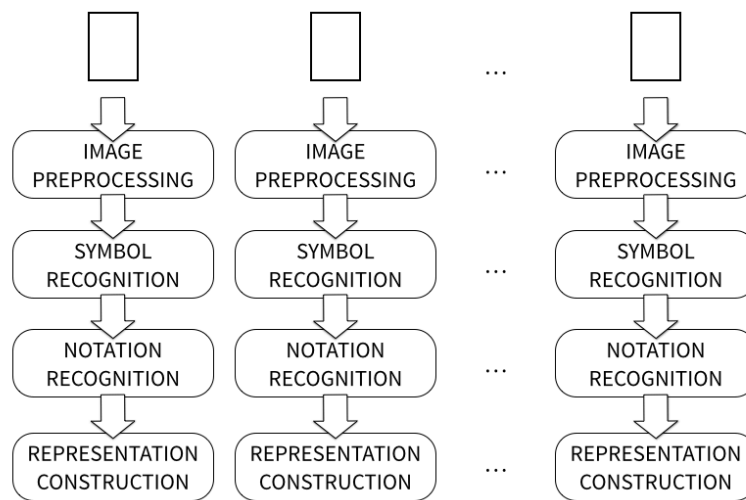 ...
IMAGE
PREPROCESSING
IMAGE
PREPROCESSING
...
IMAGE
PREPROCESSING
SYMBOL
RECOGNITION
SYMBOL
RECOGNITION
...
SYMBOL
RECOGNITION
NOTATION
RECOGNITION
NOTATION
RECOGNITION
...
NOTATION
RECOGNITION
REPRESENTATION
CONSTRUCTION
REPRESENTATION
CONSTRUCTION
...
REPRESENTATION
CONSTRUCTION